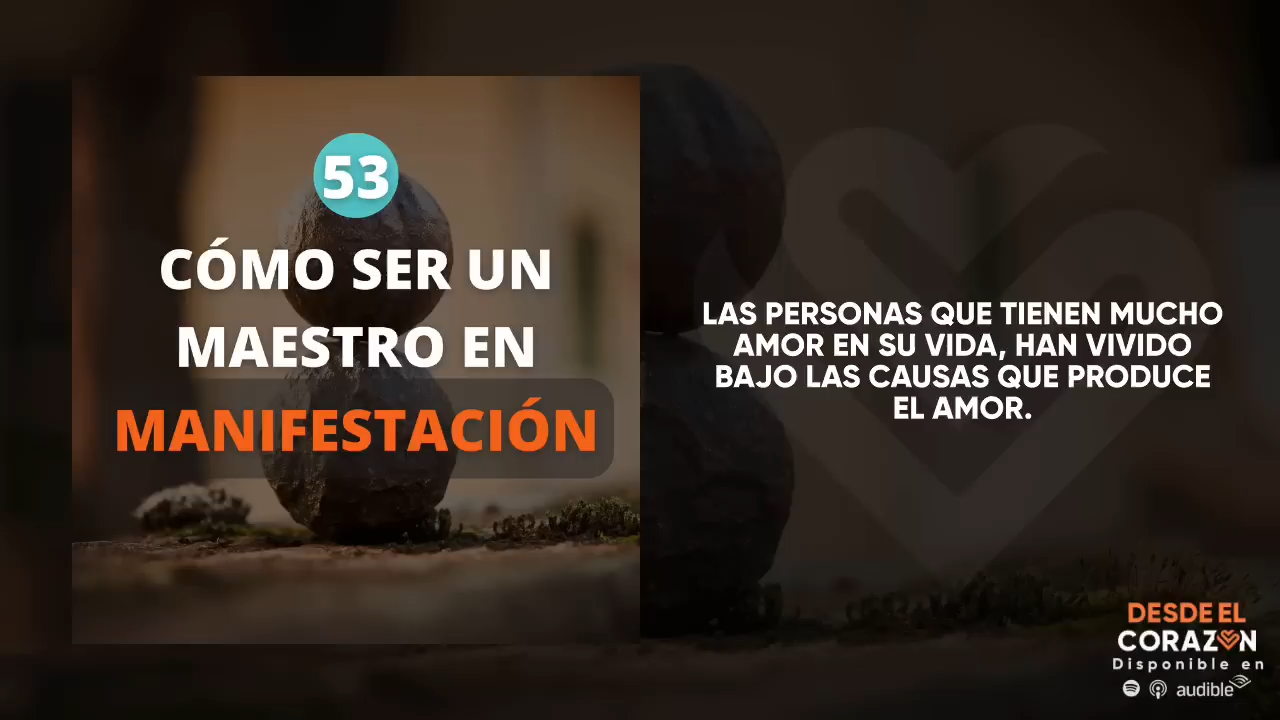 53
CÓMO SER UN
MAESTRO EN
MANIFESTACIÓN
LAS PERSONAS QUE TIENEN MUCHO
AMOR EN SU VIDA, HAN VIVIDO
BAJO LAS CAUSAS QUE PRODUCE
EL AMOR.
DESDE EL
CORAZÓN
Disponible en
audible